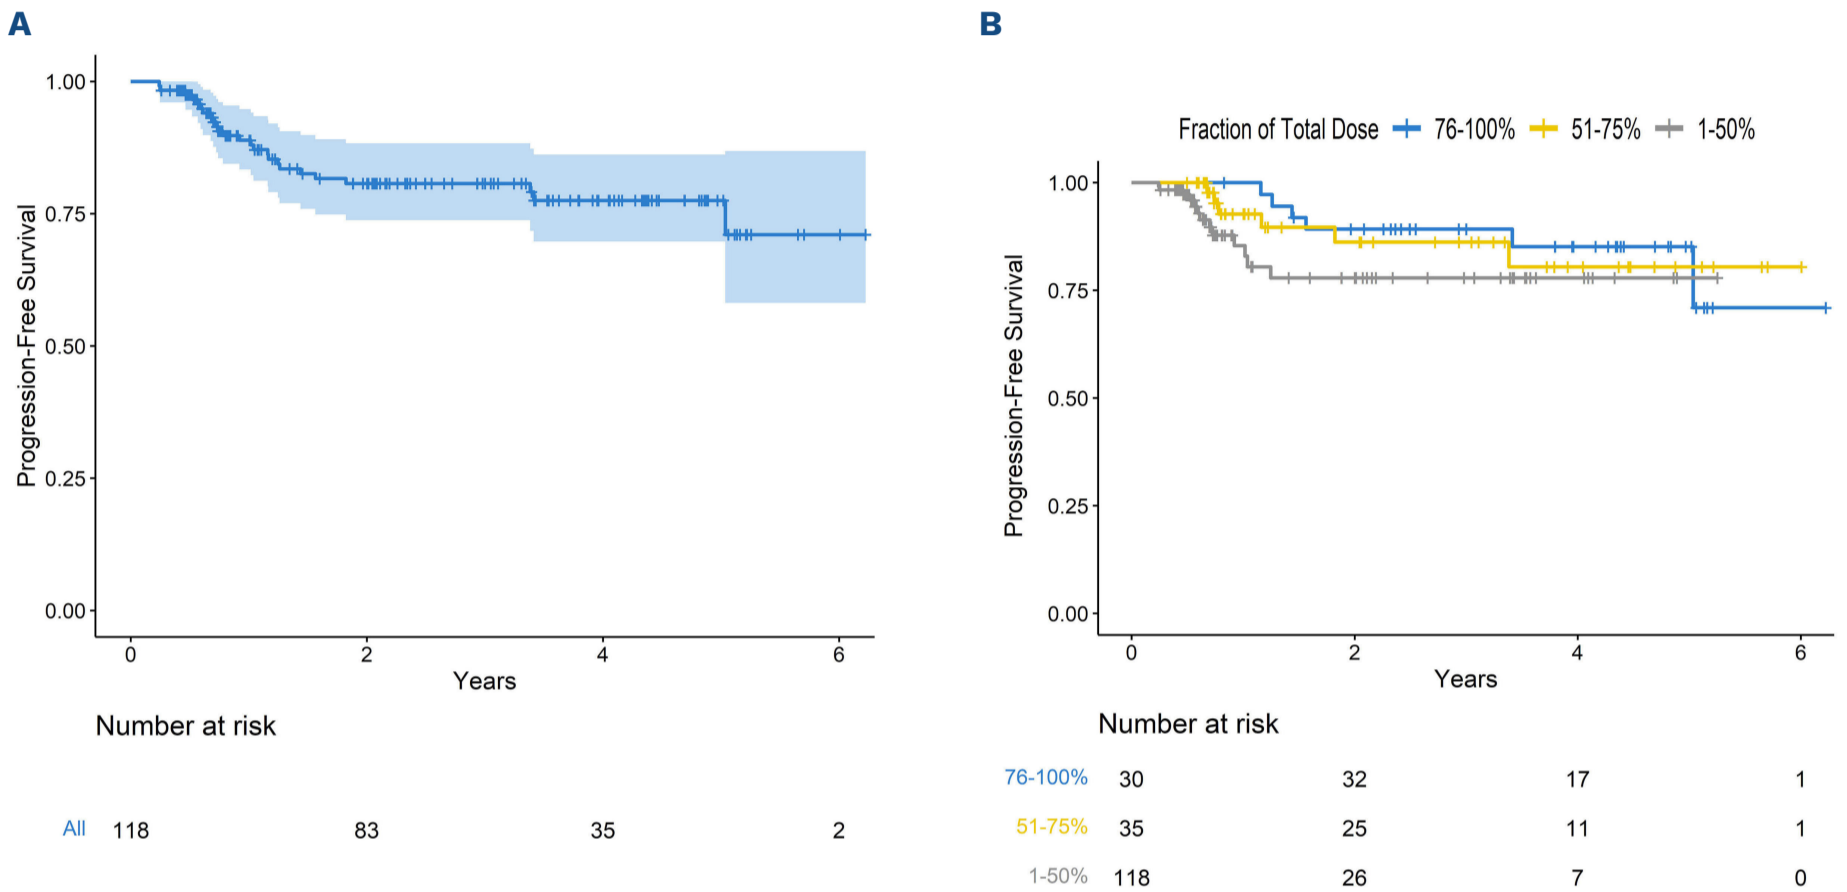 A
Progression-Free Survival
1.00
0.75
0.50
0.25
0.00
0 2 4 6
Years
Number at risk
All 118 83 35 2
B
Fraction of Total Dose 76-100% 51-75% 1-50%
Progression-Free Survival
1.00
0.75
0.50
0.25
0.00
0 2 4 6
Years
Number at risk
76-100% 30 32 17 1
51-75% 35 25 11 1
1-50% 118 26 7 0